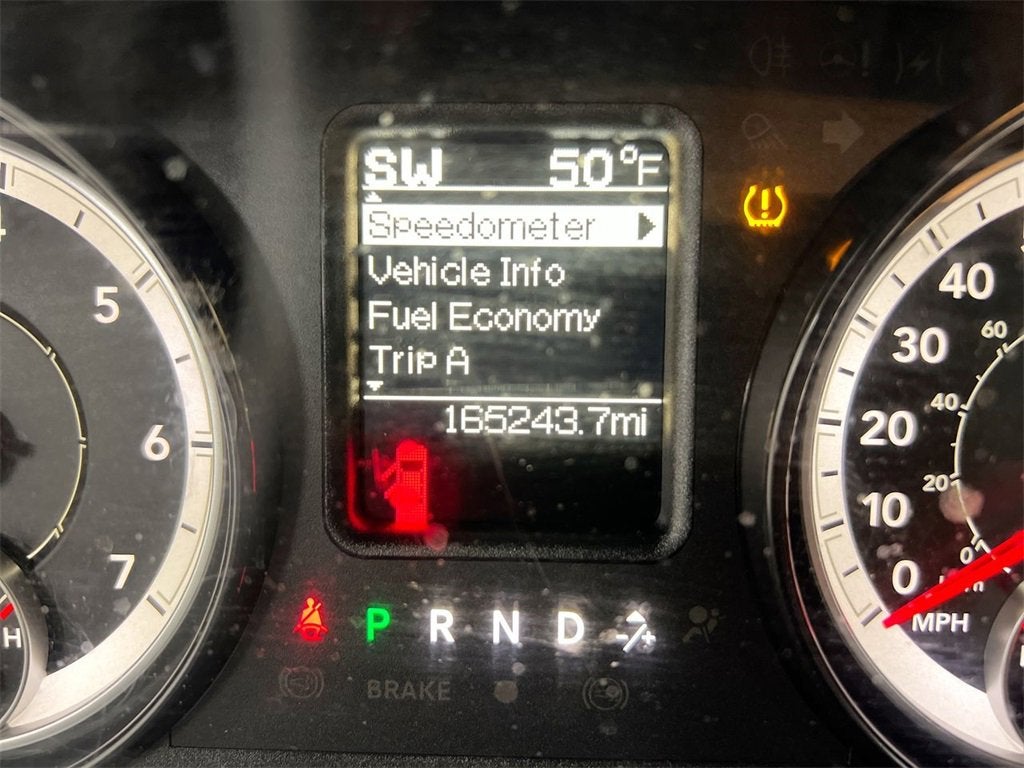 SW 50°F
Speedometer
Vehicle Info
Fuel Economy
Trip A
165243.7mi
P R N D -/+
BRAKE
5
6
7
H
40
30
20
10
0
MPH
60
40
20
0